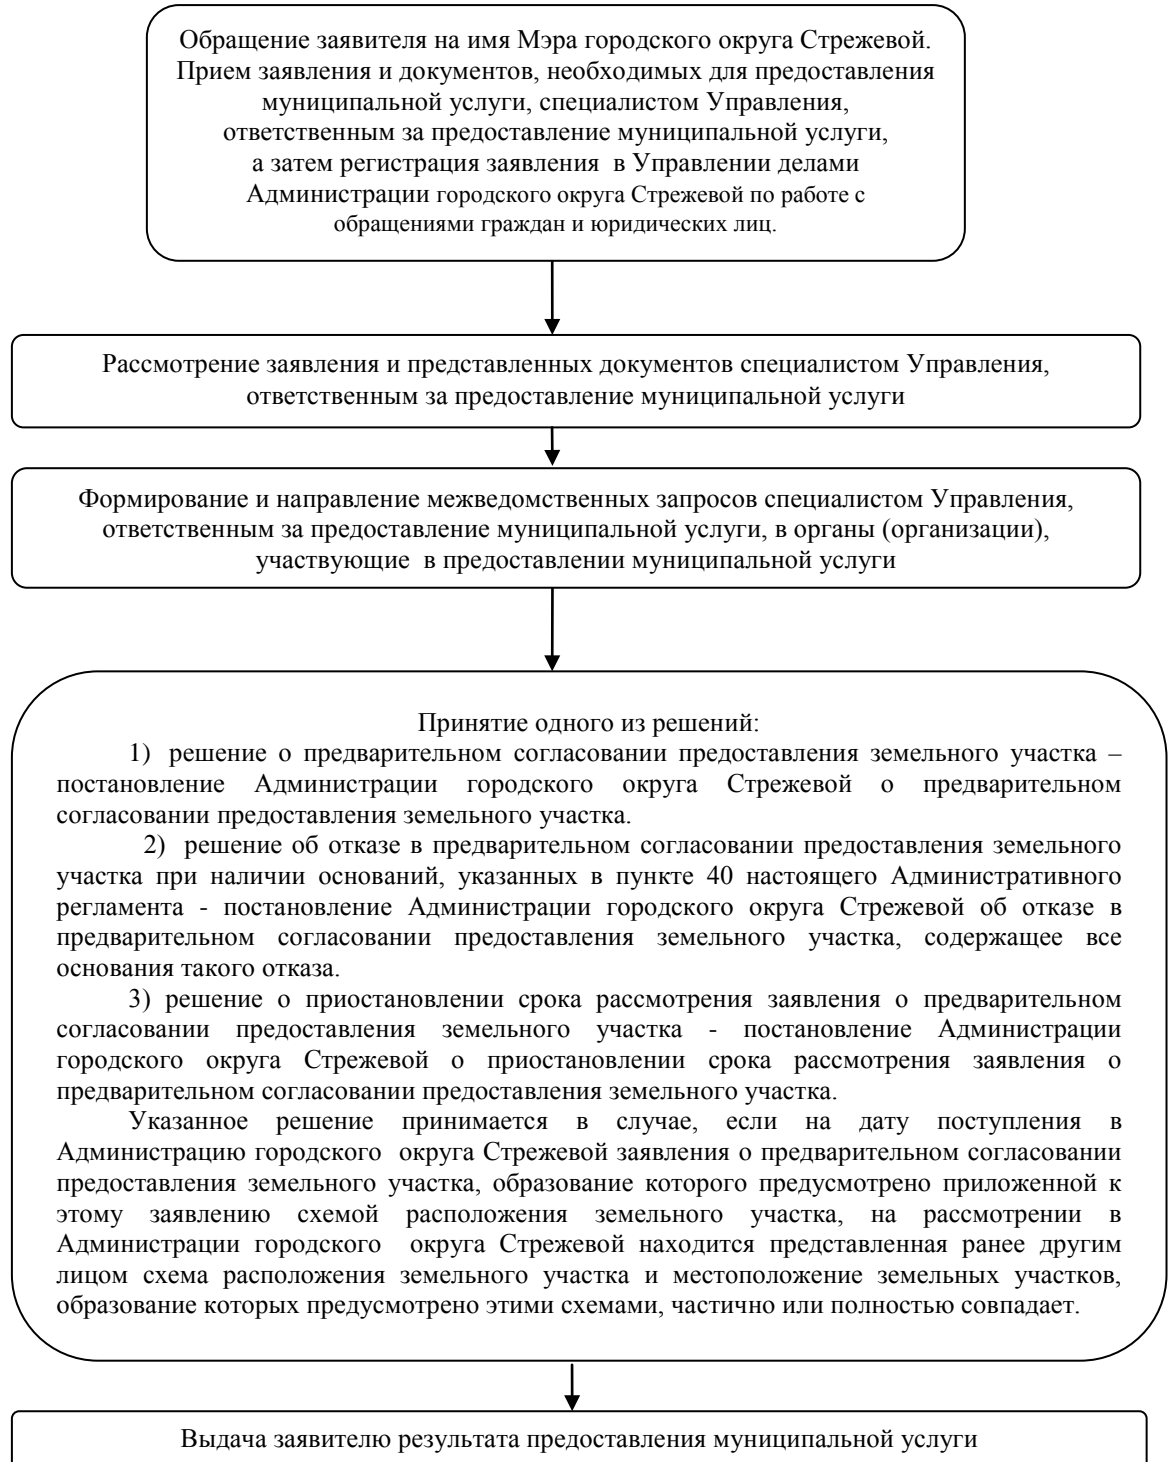 Обращение заявителя на имя Мэра городского округа Стрежевой.
Прием заявления и документов, необходимых для предоставления
муниципальной услуги, специалистом Управления,
ответственным за предоставление муниципальной услуги,
а затем регистрация заявления в Управлении делами
Администрации городского округа Стрежевой по работе с
обращениями граждан и юридических лиц.
Рассмотрение заявления и представленных документов специалистом Управления,
ответственным за предоставление муниципальной услуги
Формирование и направление межведомственных запросов специалистом Управления,
ответственным за предоставление муниципальной услуги, в органы (организации),
участвующие в предоставлении муниципальной услуги
Принятие одного из решений:
1) решение о предварительном согласовании предоставления земельного участка –
постановление Администрации городского округа Стрежевой о предварительном
согласовании предоставления земельного участка.
2) решение об отказе в предварительном согласовании предоставления земельного
участка при наличии оснований, указанных в пункте 40 настоящего Административного
регламента - постановление Администрации городского округа Стрежевой об отказе в
предварительном согласовании предоставления земельного участка, содержащее все
основания такого отказа.
3) решение о приостановлении срока рассмотрения заявления о предварительном
согласовании предоставления земельного участка - постановление Администрации
городского округа Стрежевой о приостановлении срока рассмотрения заявления о
предварительном согласовании предоставления земельного участка.
Указанное решение принимается в случае, если на дату поступления в
Администрацию городского округа Стрежевой заявления о предварительном согласовании
предоставления земельного участка, образование которого предусмотрено приложенной к
этому заявлению схемой расположения земельного участка, на рассмотрении в
Администрации городского округа Стрежевой находится представленная ранее другим
лицом схема расположения земельного участка и местоположение земельных участков,
образование которых предусмотрено этими схемами, частично или полностью совпадает.
Выдача заявителю результата предоставления муниципальной услуги